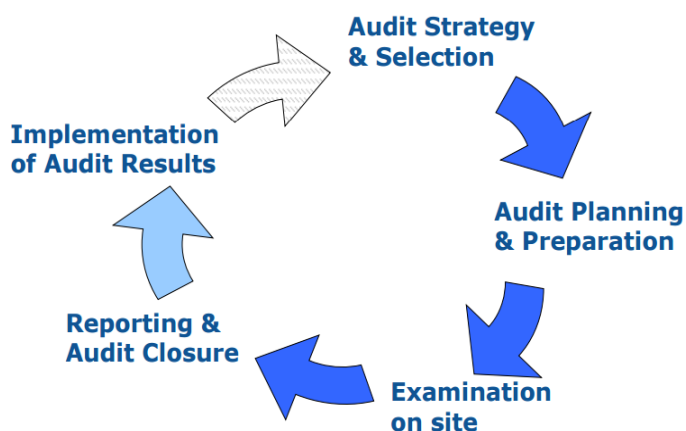 Audit Strategy
& Selection
Audit Planning
& Preparation
Examination
on site
Reporting &
Audit Closure
Implementation
of Audit Results